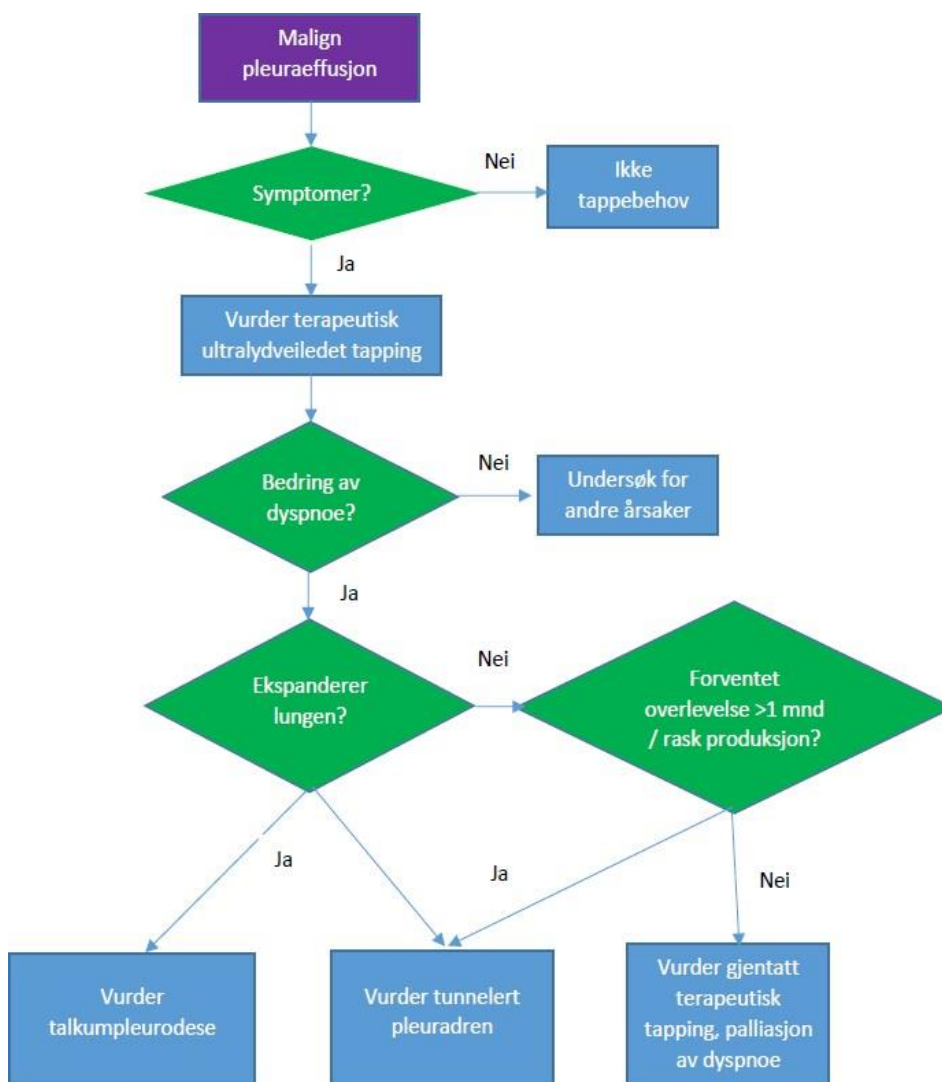 Malign
pleuraeffusjon
Symptomer?
Nei
Ikke
tappebehov
Ja
Vurder terapeutisk
ultralydveiledet tapping
Bedring av
dyspnoe?
Nei
Undersøk for
andre årsaker
Ja
Ekspanderer
lungen?
Nei
Forventet
overlevelse >1 mnd
/ rask produksjon?
Ja
Ja
Nei
Vurder
talkumpleurodese
Vurder tunnelert
pleuradren
Vurder gjentatt
terapeutisk
tapping, palliasjon
av dyspnoe